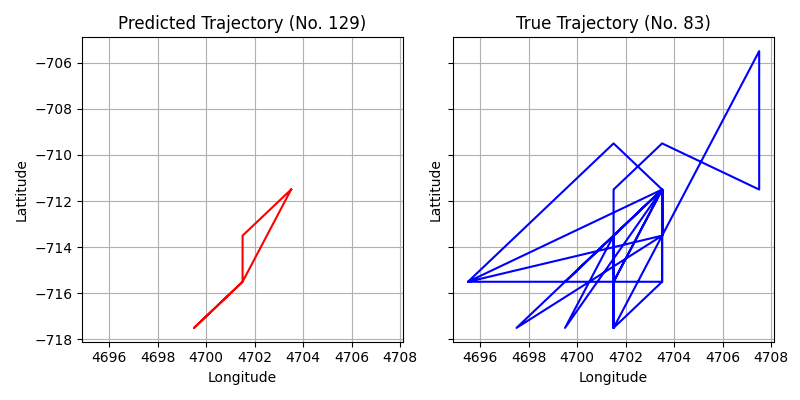 Predicted Trajectory (No. 129)
True Trajectory (No. 83)
Lattitude
−706
−708
−710
−712
−714
−716
−718
4696 4698 4700 4702 4704 4706 4708
Longitude
Lattitude
4696 4698 4700 4702 4704 4706 4708
Longitude